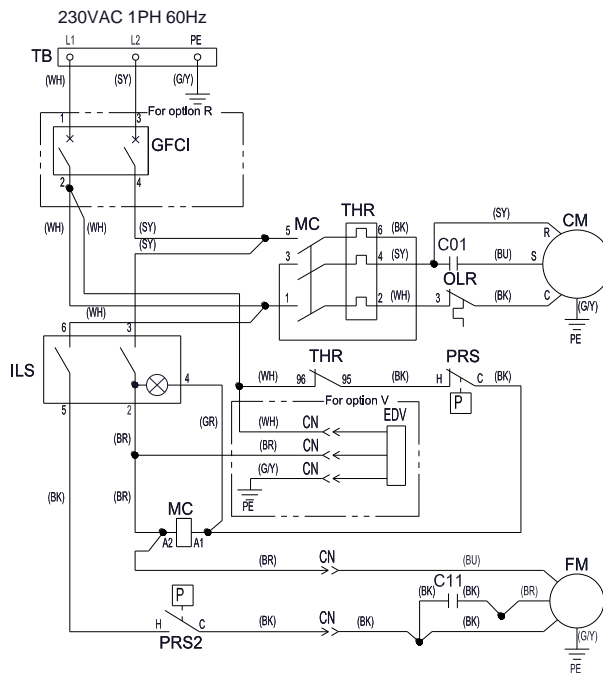 230VAC 1PH 60Hz
L1 L2 PE
TB
(WH) (SY) (G/Y)
For option R
1 3
GFCI
2 4
(WH) (WH) (SY) (SY)
MC THR
5 6 (BK)
3 4 (SY)
1 2 (WH)
(SY) R CM
C01 (BU) S
OLR
3 (BK) C
(G/Y)
PE
(WH)
6 3
ILS
4
5 2
(GR)
THR PRS
(WH) 96 95 (BK) H C (BK)
P
For option V
EDV
(WH) CN
(BR) CN
(G/Y) CN
PE
(BR)
(BK) (BR)
MC
A2 A1
(BR) CN (BU) FM
C11
(BK) (BK) (BR)
P
H C (BK) CN (BK) (BK)
PRS2
(G/Y)
PE